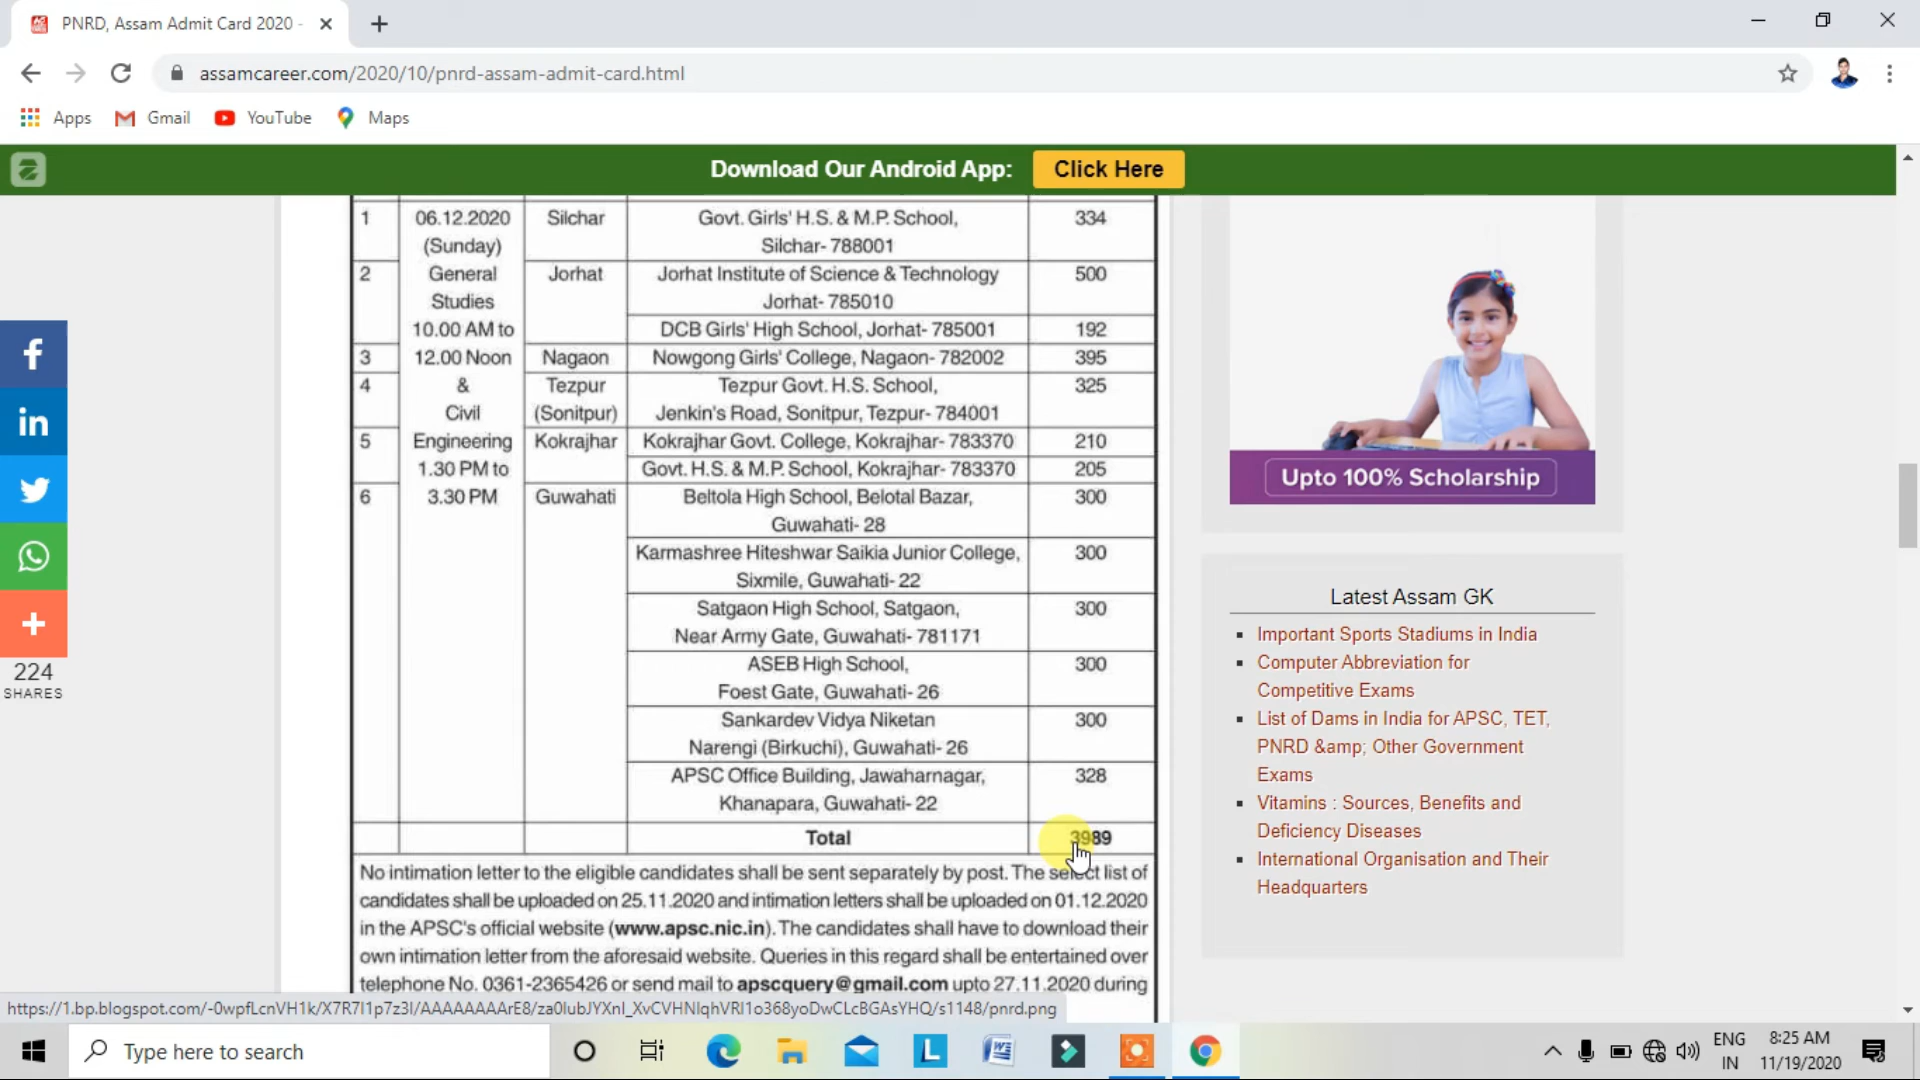 PNRD, Assam Admit Card 2020 -
assamcareer.com/2020/10/pnrd-assam-admit-card.html
Apps Gmail YouTube Maps
Download Our Android App: Click Here
1 06.12.2020 Silchar Govt. Girls' H.S. & M.P. School, 334
(Sunday) Silchar- 788001
2 General Jorhat Jorhat Institute of Science & Technology 500
Studies Jorhat- 785010
10.00 AM to DCB Girls' High School, Jorhat- 785001 192
3 12.00 Noon Nagaon Nowgong Girls' College, Nagaon- 782002 395
4 & Tezpur Tezpur Govt. H.S. School, 325
Civil (Sonitpur) Jenkin's Road, Sonitpur, Tezpur- 784001
5 Engineering Kokrajhar Kokrajhar Govt. College, Kokrajhar- 783370 210
1.30 PM to Govt. H.S. & M.P. School, Kokrajhar- 783370 205
6 3.30 PM Guwahati Beltola High School, Belotal Bazar, 300
Guwahati- 28
Karmashree Hiteshwar Saikia Junior College, 300
Sixmile, Guwahati- 22
Satgaon High School, Satgaon, 300
Near Army Gate, Guwahati- 781171
ASEB High School, 300
Foest Gate, Guwahati- 26
Sankardev Vidya Niketan 300
Narengi (Birkuchi), Guwahati- 26
APSC Office Building, Jawaharnagar, 328
Khanapara, Guwahati- 22
Total 3989
No intimation letter to the eligible candidates shall be sent separately by post. The select list of
candidates shall be uploaded on 25.11.2020 and intimation letters shall be uploaded on 01.12.2020
in the APSC's official website (www.apsc.nic.in). The candidates shall have to download their
own intimation letter from the aforesaid website. Queries in this regard shall be entertained over
telephone No. 0361-2365426 or send mail to apscquery@gmail.com upto 27.11.2020 during
224
SHARES
Upto 100% Scholarship
Latest Assam GK
Important Sports Stadiums in India
Computer Abbreviation for
Competitive Exams
List of Dams in India for APSC, TET,
PNRD &amp; Other Government
Exams
Vitamins : Sources, Benefits and
Deficiency Diseases
International Organisation and Their
Headquarters
Type here to search
ENG
IN
8:25 AM
11/19/2020